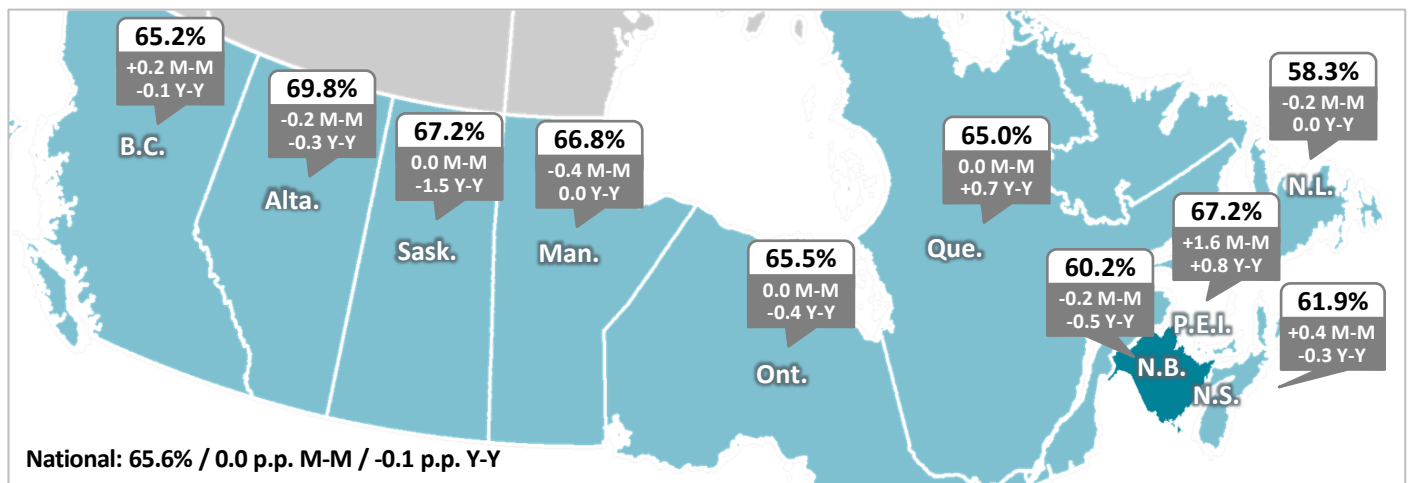 65.2%
+0.2 M-M
-0.1 Y-Y
B.C.
69.8%
-0.2 M-M
-0.3 Y-Y
Alta.
67.2%
0.0 M-M
-1.5 Y-Y
Sask.
66.8%
-0.4 M-M
0.0 Y-Y
Man.
65.5%
0.0 M-M
-0.4 Y-Y
Ont.
65.0%
0.0 M-M
+0.7 Y-Y
Que.
58.3%
-0.2 M-M
0.0 Y-Y
N.L.
67.2%
+1.6 M-M
+0.8 Y-Y
P.E.I.
60.2%
-0.2 M-M
-0.5 Y-Y
N.B.
61.9%
+0.4 M-M
-0.3 Y-Y
N.S.
National: 65.6% / 0.0 p.p. M-M / -0.1 p.p. Y-Y